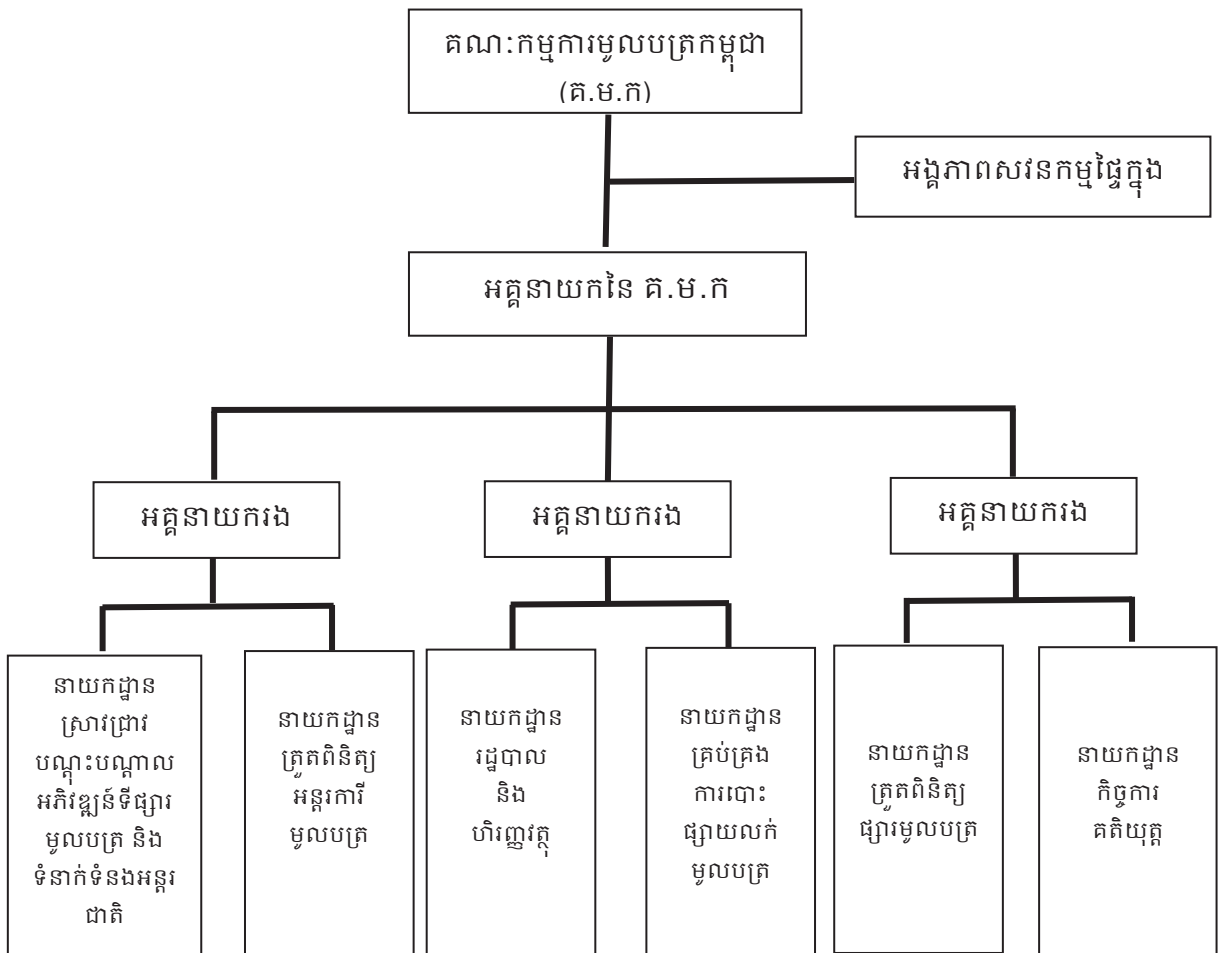 គណៈកម្មការមូលបត្រកម្ពុជា
(គ.ម.ក)
អង្គភាពសវនកម្មផ្ទៃក្នុង
អគ្គនាយកនៃ គ.ម.ក
អគ្គនាយករង
អគ្គនាយករង
អគ្គនាយករង
នាយកដ្ឋាន
ស្រាវជ្រាវ
បណ្តុះបណ្តាល
អភិវឌ្ឍន៍ទីផ្សារ
មូលបត្រ និង
ទំនាក់ទំនងអន្តរ
ជាតិ
នាយកដ្ឋាន
ត្រួតពិនិត្យ
អន្តរការី
មូលបត្រ
នាយកដ្ឋាន
រដ្ឋបាល
និង
ហិរញ្ញវត្ថុ
នាយកដ្ឋាន
គ្រប់គ្រង
ការបោះ
ផ្សាយលក់
មូលបត្រ
នាយកដ្ឋាន
ត្រួតពិនិត្យ
ផ្សារមូលបត្រ
នាយកដ្ឋាន
កិច្ចការ
គតិយុត្ត